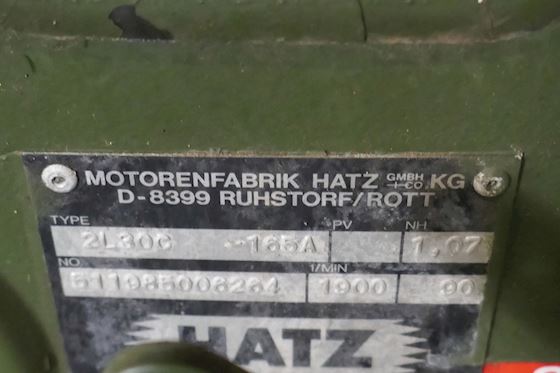 MOTORENFABRIK HATZ GMBH + CO KG
D-8399 RUHSTORF/ROTT
TYPE PV NH
2L30C -165A 1,07
NO. 1/MIN
511985008264 1900 90
HATZ